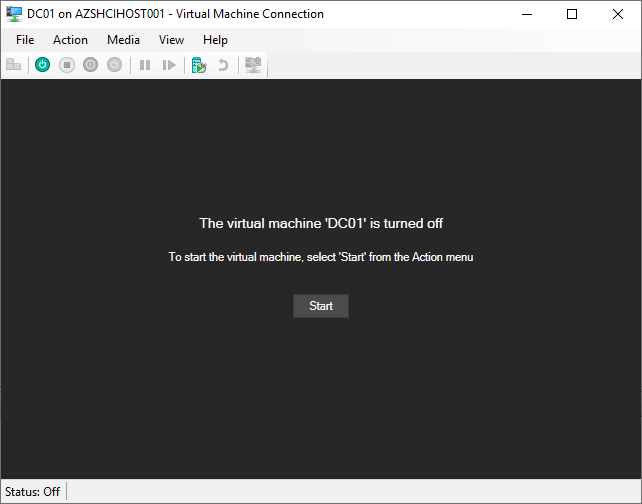 DC01 on AZSHCIHOST001 - Virtual Machine Connection
File Action Media View Help
The virtual machine 'DC01' is turned off
To start the virtual machine, select 'Start' from the Action menu
Start
Status: Off